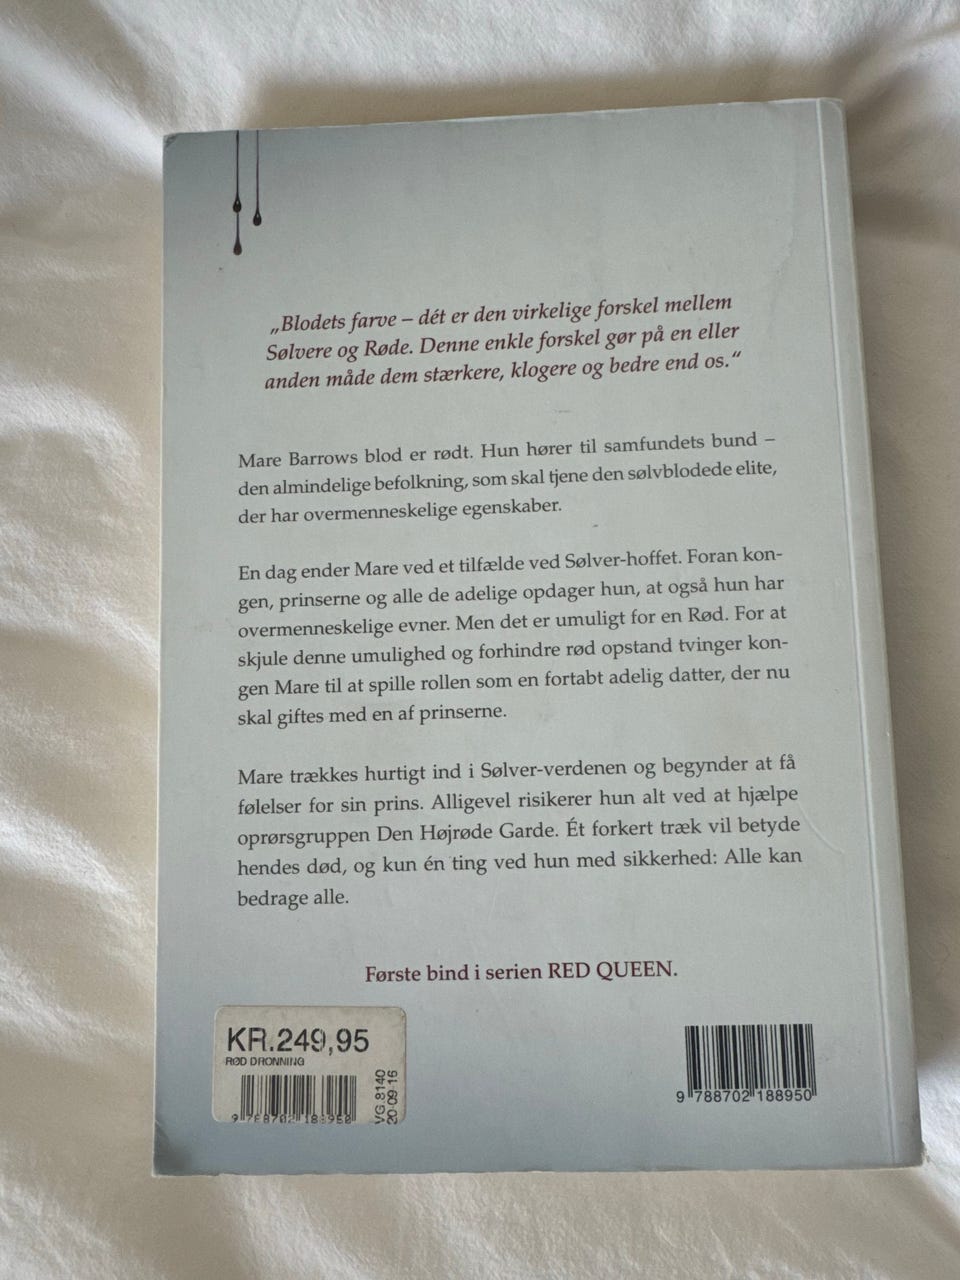 „Blodets farve – dét er den virkelige forskel mellem
Sølvere og Røde. Denne enkle forskel gør på en eller
anden måde dem stærkere, klogere og bedre end os.“
Mare Barrows blod er rødt. Hun hører til samfundets bund –
den almindelige befolkning, som skal tjene den sølvblodede elite,
der har overmenneskelige egenskaber.
En dag ender Mare ved et tilfælde ved Sølver-hoffet. Foran kon-
gen, prinserne og alle de adelige opdager hun, at også hun har
overmenneskelige evner. Men det er umuligt for en Rød. For at
skjule denne umulighed og forhindre rød opstand tvinger kon-
gen Mare til at spille rollen som en fortabt adelig datter, der nu
skal giftes med en af prinserne.
Mare trækkes hurtigt ind i Sølver-verdenen og begynder at få
følelser for sin prins. Alligevel risikerer hun alt ved at hjælpe
oprørsgruppen Den Højrøde Garde. Ét forkert træk vil betyde
hendes død, og kun én ting ved hun med sikkerhed: Alle kan
bedrage alle.
Første bind i serien RED QUEEN.
KR.249,95
RØD DRONNING
9 788702 188950
VG.8140
20-09-16
9 788702 188950